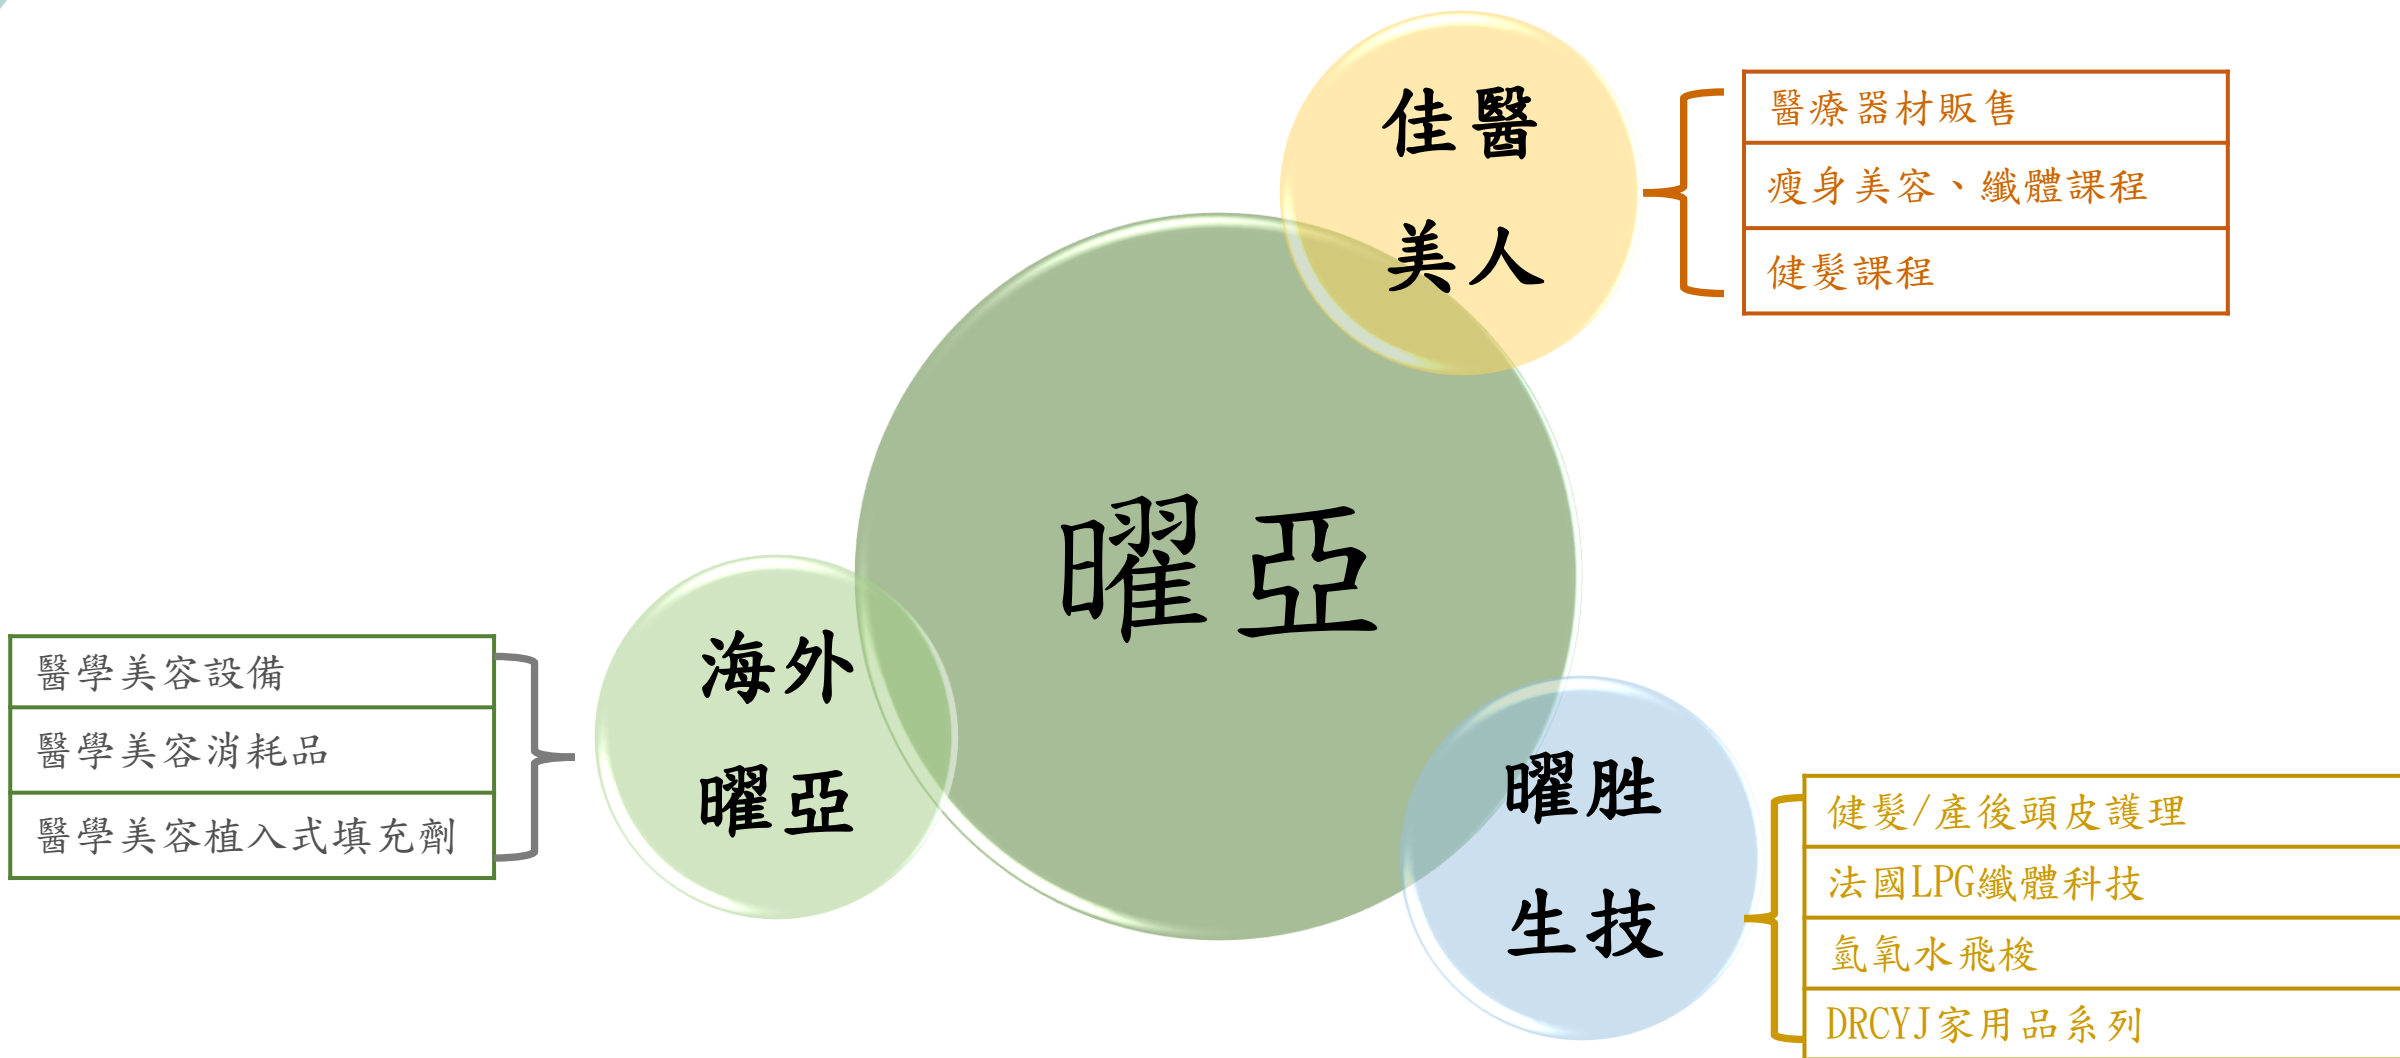 佳醫
美人
醫療器材販售
瘦身美容、纖體課程
健髮課程
曜亞
海外
曜亞
醫學美容設備
醫學美容消耗品
醫學美容植入式填充劑
曜胜
生技
健髮/產後頭皮護理
法國LPG纖體科技
氫氧水飛梭
DRCYJ家用品系列